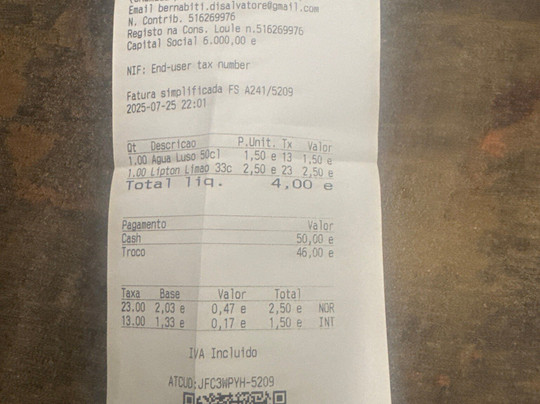 Email bernabiti.disalvatore@gmail.com
N. Contrib. 516269976
Registo na Cons. Loule n.516269976
Capital Social 6.000,00 e
NIF: End-user tax number
Fatura simplificada FS A241/5209
2025-07-25 22:01
Qt Descricao P.Unit. Tx Valor
1.00 Agua Luso 50cl 1,50 e 13 1,50 e
1.00 Lipton Limao 33c 2,50 e 23 2,50 e
Total liq. 4,00 e
Pagamento Valor
Cash 50,00 e
Troco 46,00 e
Taxa Base Valor Total
23.00 2,03 e 0,47 e 2,50 e NOR
13.00 1,33 e 0,17 e 1,50 e INT
IVA Incluido
ATCUD:JFC3WPYH-5209